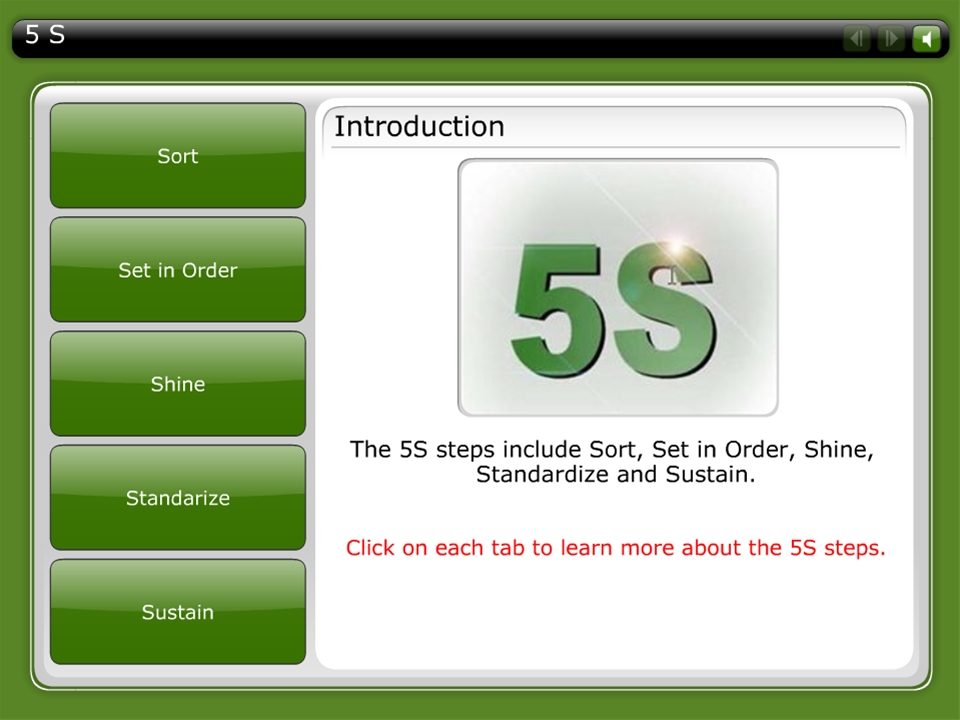 5 S
Sort
Set in Order
Shine
Standarize
Sustain
Introduction
5S
The 5S steps include Sort, Set in Order, Shine,
Standardize and Sustain.
Click on each tab to learn more about the 5S steps.